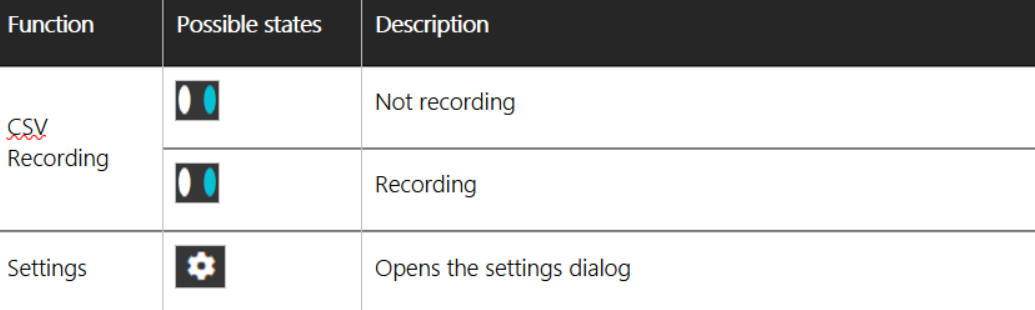 Function Possible states Description
Not recording
CSV
Recording
Recording
Settings Opens the settings dialog